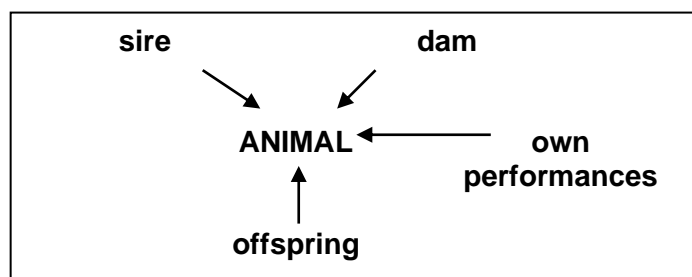 sire
dam
ANIMAL
own
performances
offspring